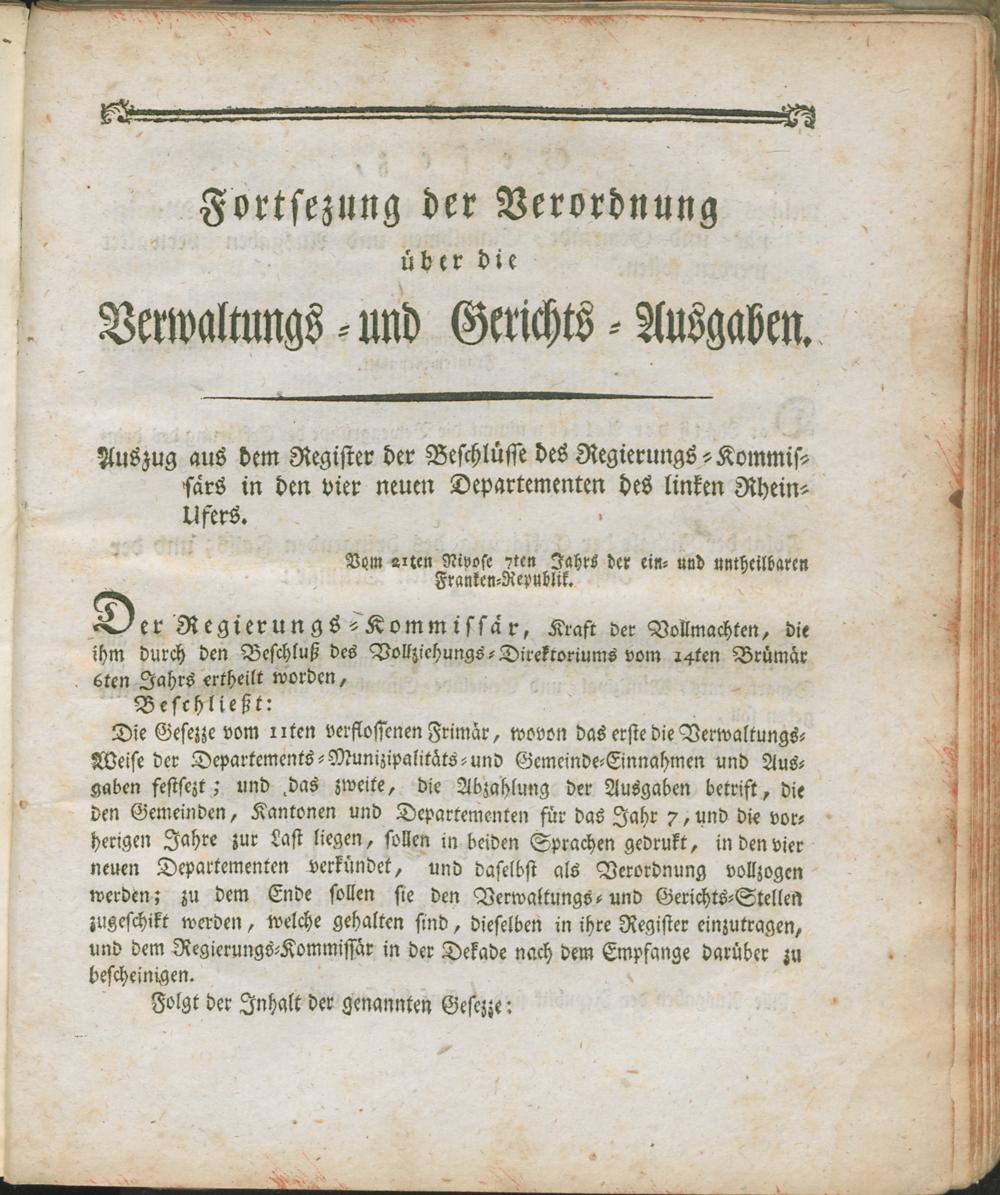 Fortsezung der Verordnung
über die
Verwaltungs-und Gerichts-Ausgaben.
Auszug aus dem Register der Beschlüsse des Regierungs-Kommis-
särs in den vier neuen Departementen des linken Rhein-
Ufers.
Vom 21ten Nivose 7ten Jahrs der ein- und untheilbaren
Franken-Republik.
Der Regierungs-Kommissär, Kraft der Vollmachten, die
ihm durch den Beschluß des Vollziehungs-Direktoriums vom 14ten Brümär
6ten Jahrs ertheilt worden,
Beschließt:
Die Gesezze vom 11ten verflossenen Frimär, wovon das erste die Verwaltungs-
Weise der Departements-Munizipalitäts-und Gemeinde-Einnahmen und Aus-
gaben festsezt; und das zweite, die Abzahlung der Ausgaben betrift, die
den Gemeinden, Kantonen und Departementen für das Jahr 7, und die vor-
herigen Jahre zur Last liegen, sollen in beiden Sprachen gedrukt, in den vier
neuen Departementen verkündet, und daselbst als Verordnung vollzogen
werden; zu dem Ende sollen sie den Verwaltungs-und Gerichts-Stellen
zugeschikt werden, welche gehalten sind, dieselben in ihre Register einzutragen,
und dem Regierungs-Kommissär in der Dekade nach dem Empfange darüber zu
bescheinigen.
Folgt der Inhalt der genannten Gesezze: